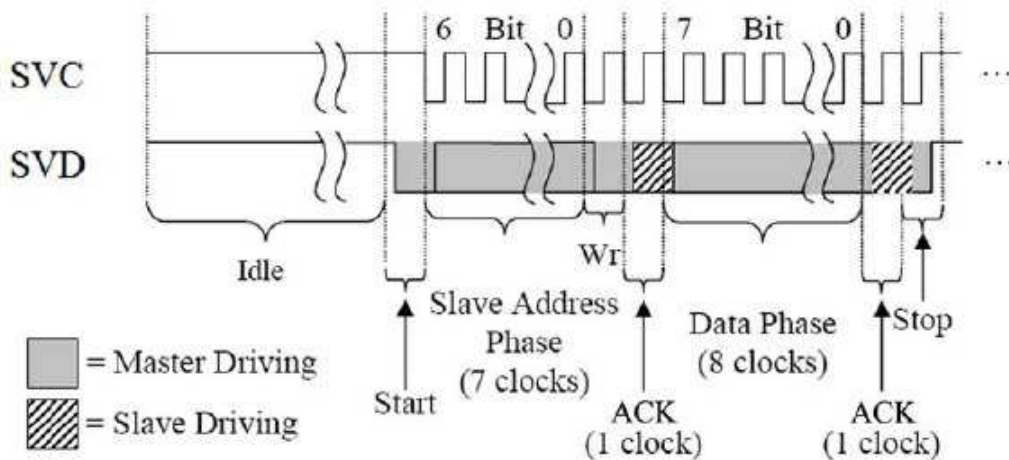 6 Bit 0 7 Bit 0
SVC
...
SVD
...
Idle
Wr
Slave Address
Phase
(7 clocks)
Data Phase
(8 clocks)
Stop
= Master Driving
= Slave Driving
Start
ACK
(1 clock)
ACK
(1 clock)